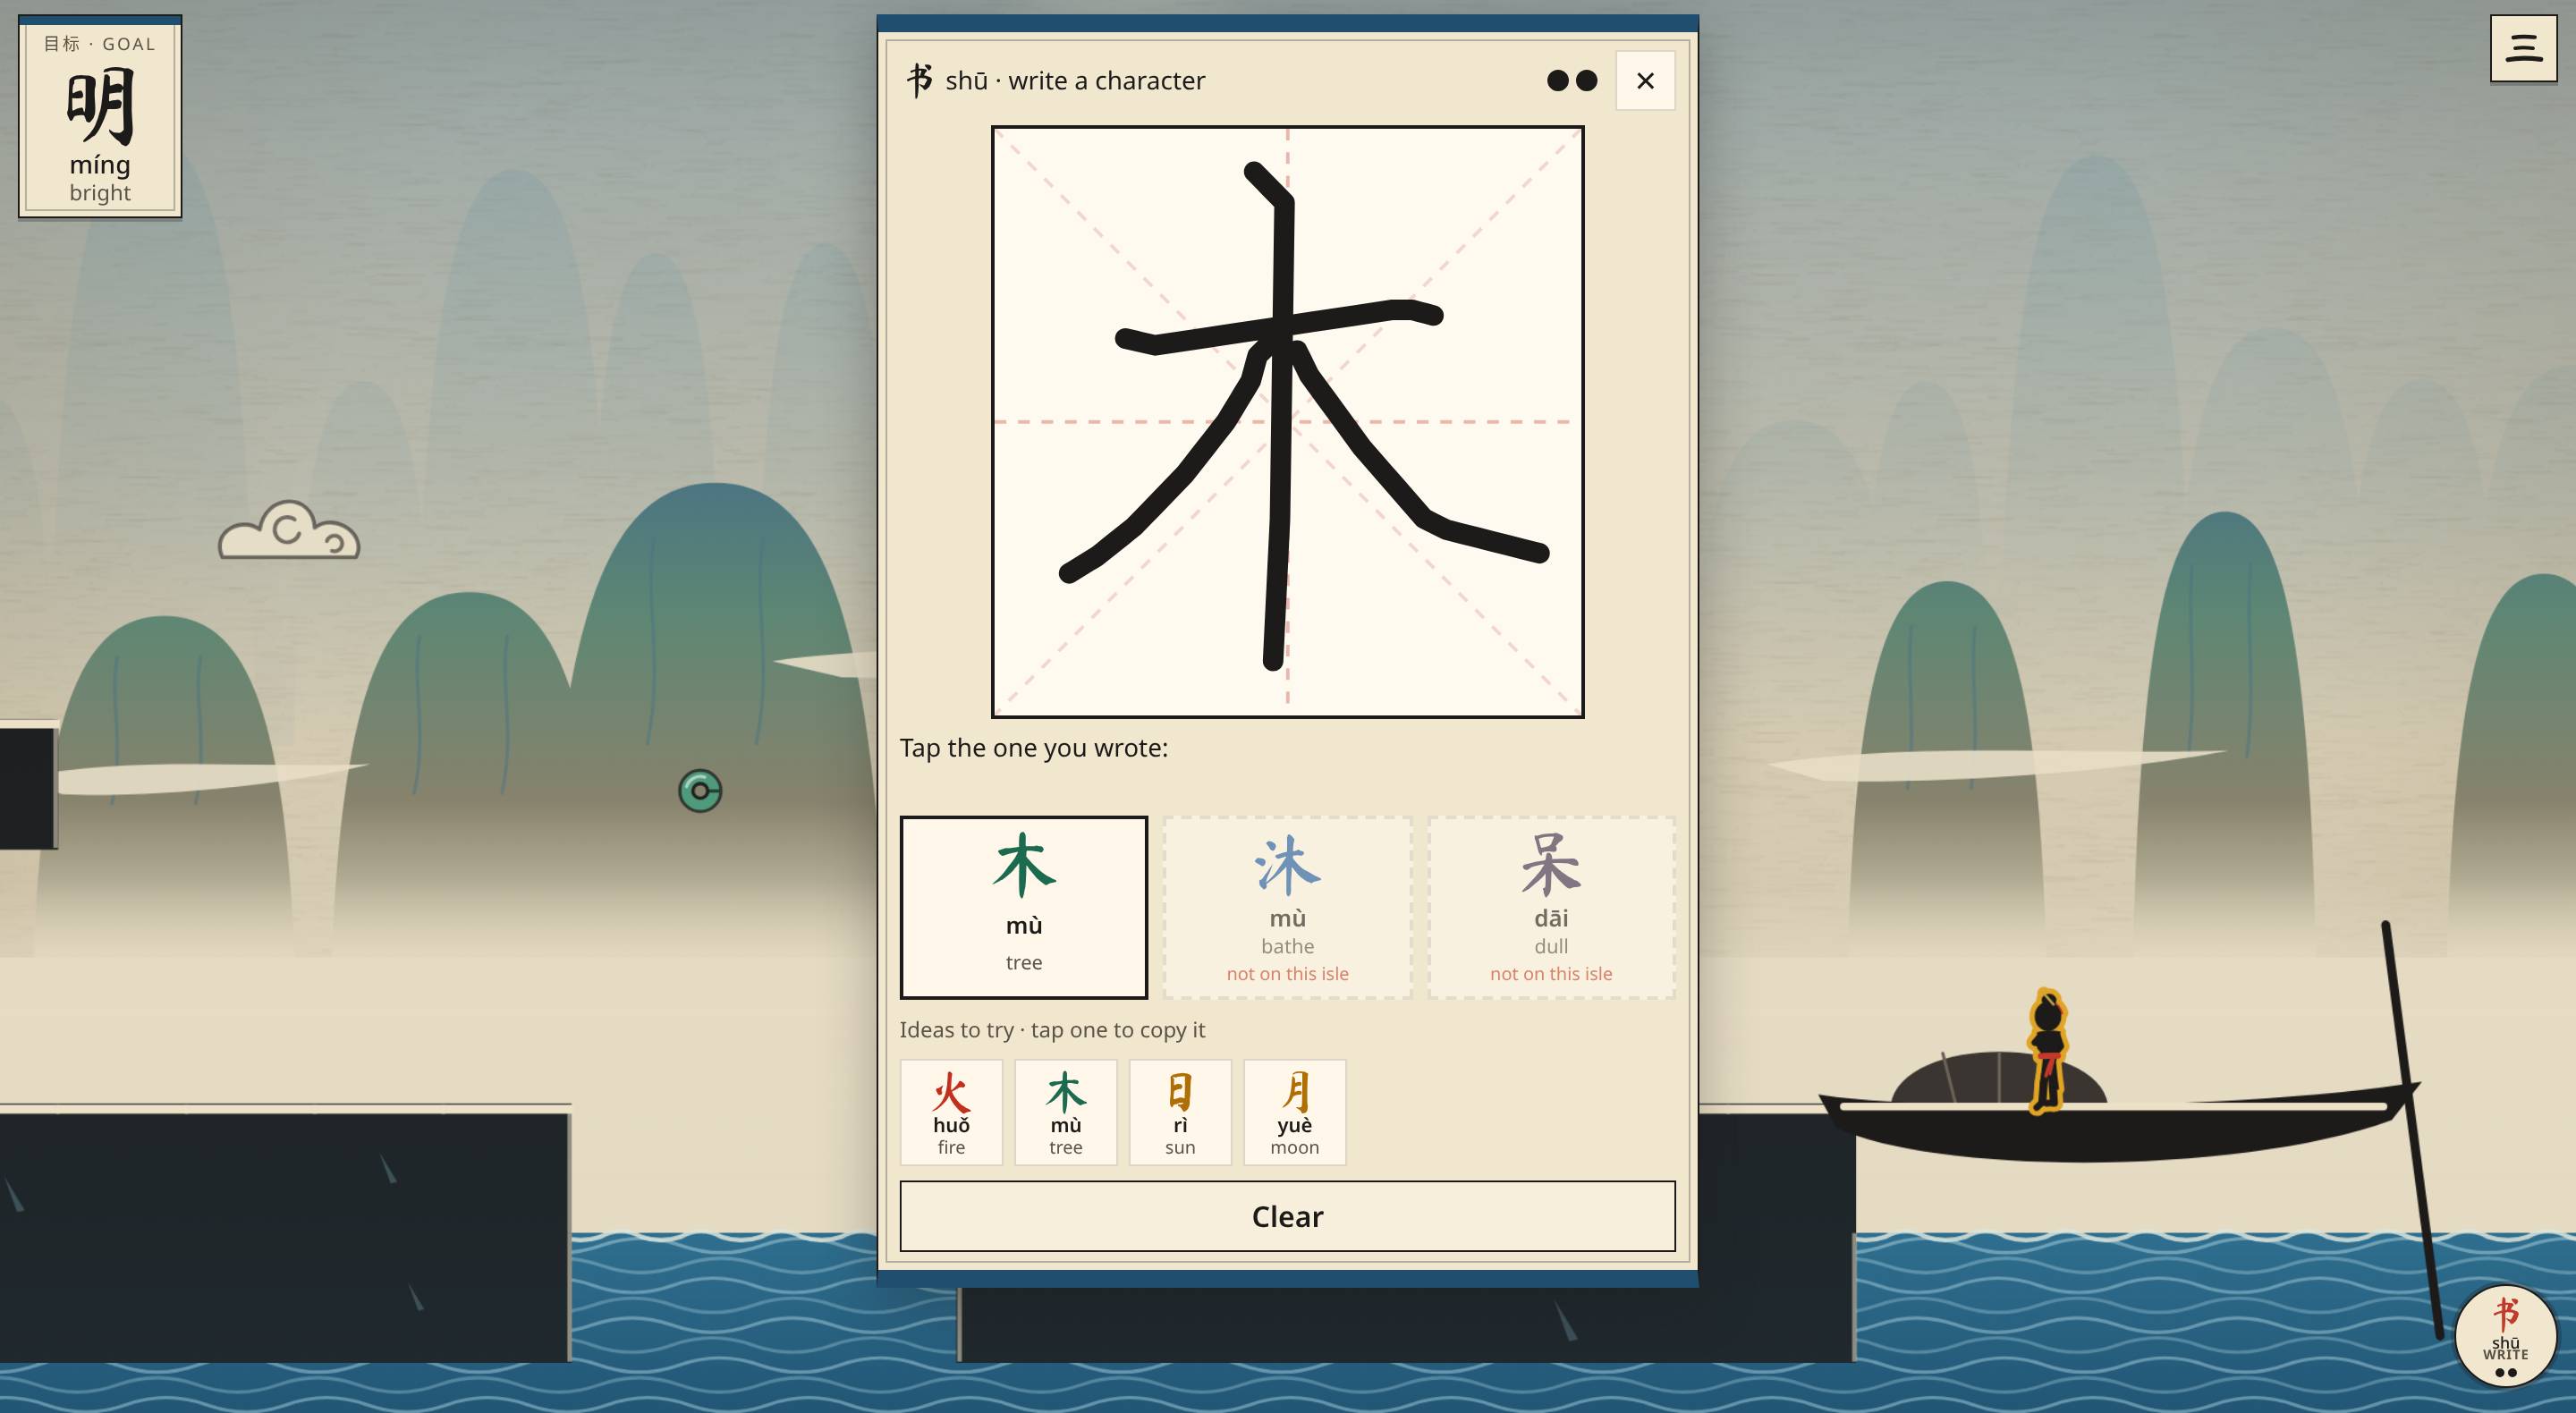 目标 · GOAL
明
míng
bright
书 shū · write a character
✕
三
木
Tap the one you wrote:
木
mù
tree
沐
mù
bathe
not on this isle
呆
dāi
dull
not on this isle
Ideas to try · tap one to copy it
火
huǒ
fire
木
mù
tree
日
rì
sun
月
yuè
moon
Clear
书
shū
WRITE